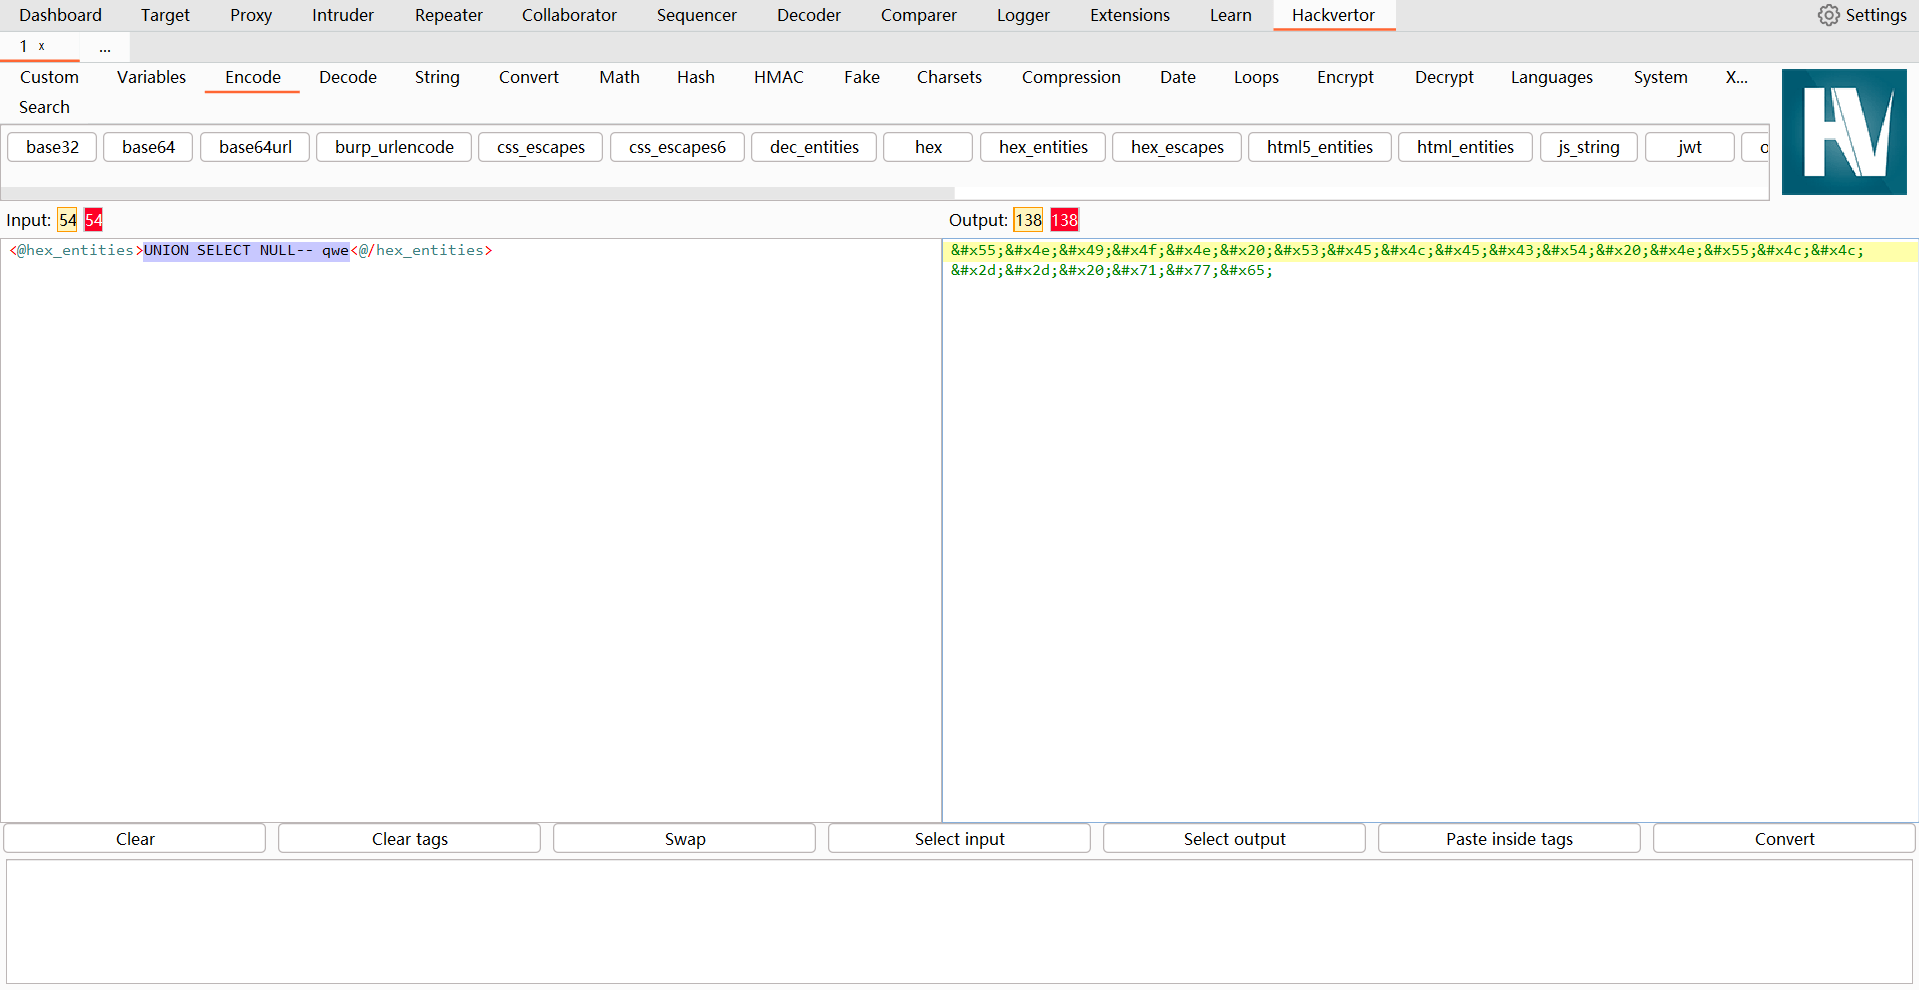 Dashboard Target Proxy Intruder Repeater Collaborator Sequencer Decoder Comparer Logger Extensions Learn Hackvertor Settings
1 x ...
Custom Variables Encode Decode String Convert Math Hash HMAC Fake Charsets Compression Date Loops Encrypt Decrypt Languages System X...
Search
base32 base64 base64url burp_urlencode css_escapes css_escapes6 dec_entities hex hex_entities hex_escapes html5_entities html_entities js_string jwt
HV
Input: 54 54 Output: 138 138
<@hex_entities>UNION SELECT NULL-- qwe<@/hex_entities>
&#x55;&#x4e;&#x49;&#x4f;&#x4e;&#x20;&#x53;&#x45;&#x4c;&#x45;&#x43;&#x54;&#x20;&#x4e;&#x55;&#x4c;&#x4c;
&#x2d;&#x2d;&#x20;&#x71;&#x77;&#x65;
Clear Clear tags Swap Select input Select output Paste inside tags Convert